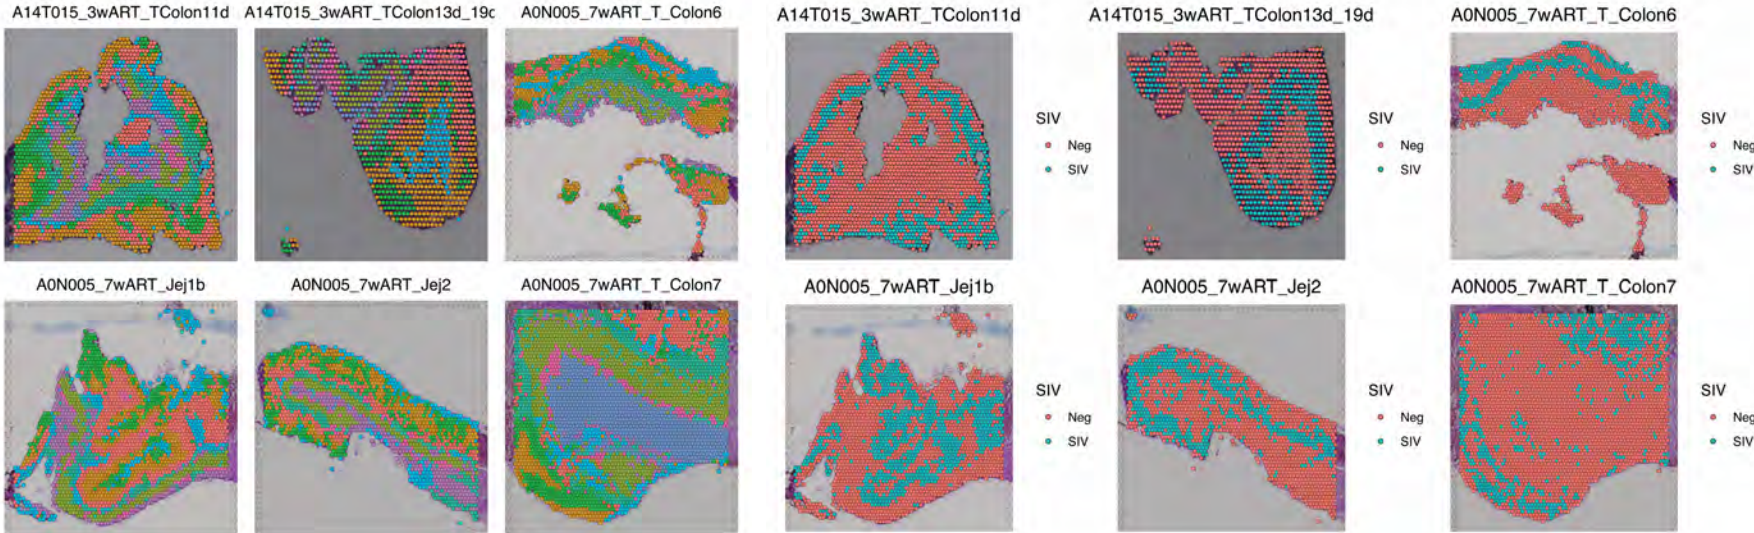 A14T015_3wART_TColon11d
A14T015_3wART_TColon13d_19d
A0N005_7wART_T_Colon6
A14T015_3wART_TColon11d
A14T015_3wART_TColon13d_19d
A0N005_7wART_T_Colon6
SIV
Neg
SIV
SIV
Neg
SIV
SIV
Neg
SIV
A0N005_7wART_Jej1b
A0N005_7wART_Jej2
A0N005_7wART_T_Colon7
A0N005_7wART_Jej1b
A0N005_7wART_Jej2
A0N005_7wART_T_Colon7
SIV
Neg
SIV
SIV
Neg
SIV
SIV
Neg
SIV